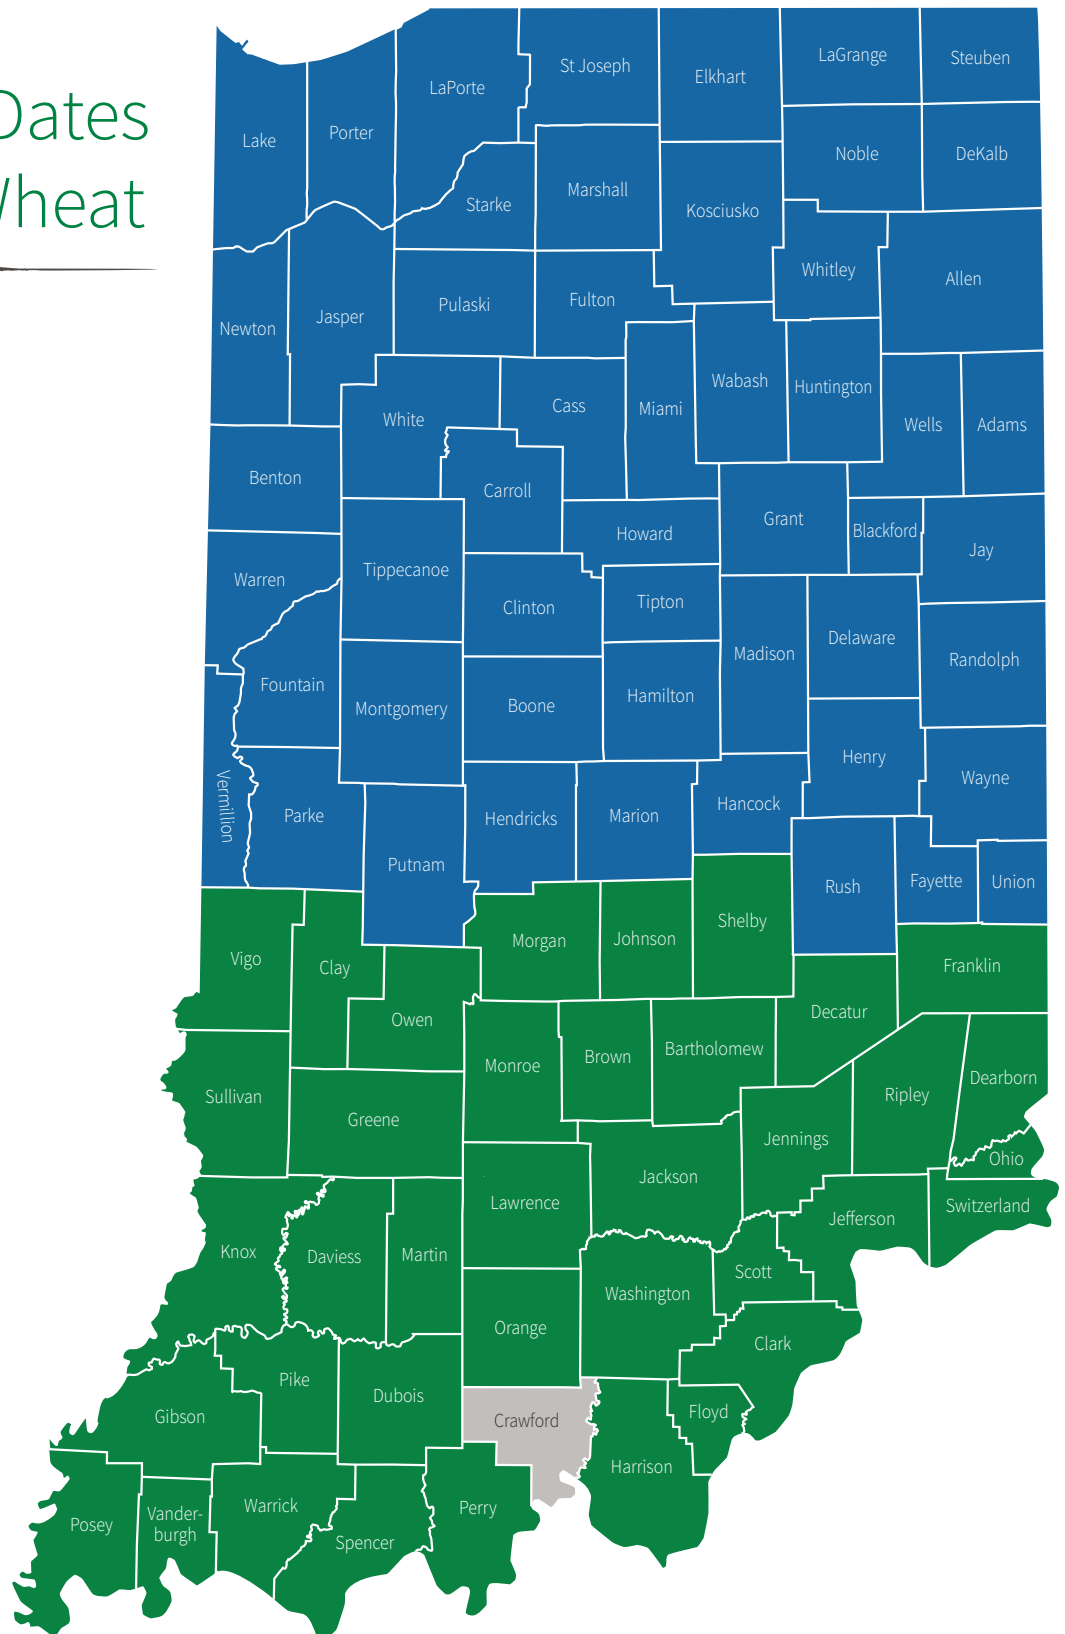 Dates
Wheat
St Joseph
LaGrange
Steuben
Elkhart
LaPorte
Porter
Lake
Noble
DeKalb
Marshall
Starke
Kosciusko
Whitley
Allen
Fulton
Pulaski
Jasper
Newton
Wabash
Huntington
Cass
Miami
White
Wells
Adams
Benton
Carroll
Grant
Blackford
Howard
Jay
Tippecanoe
Warren
Clinton
Tipton
Delaware
Madison
Randolph
Fountain
Hamilton
Boone
Montgomery
Henry
Wayne
Vermillion
Parke
Hendricks
Marion
Hancock
Putnam
Rush
Fayette
Union
Shelby
Morgan
Johnson
Vigo
Clay
Franklin
Owen
Decatur
Monroe
Brown
Bartholomew
Dearborn
Sullivan
Ripley
Greene
Jennings
Ohio
Jackson
Lawrence
Switzerland
Jefferson
Knox
Daviess
Martin
Scott
Washington
Orange
Clark
Pike
Dubois
Gibson
Crawford
Floyd
Harrison
Warrick
Perry
Posey
Vander-
burgh
Spencer